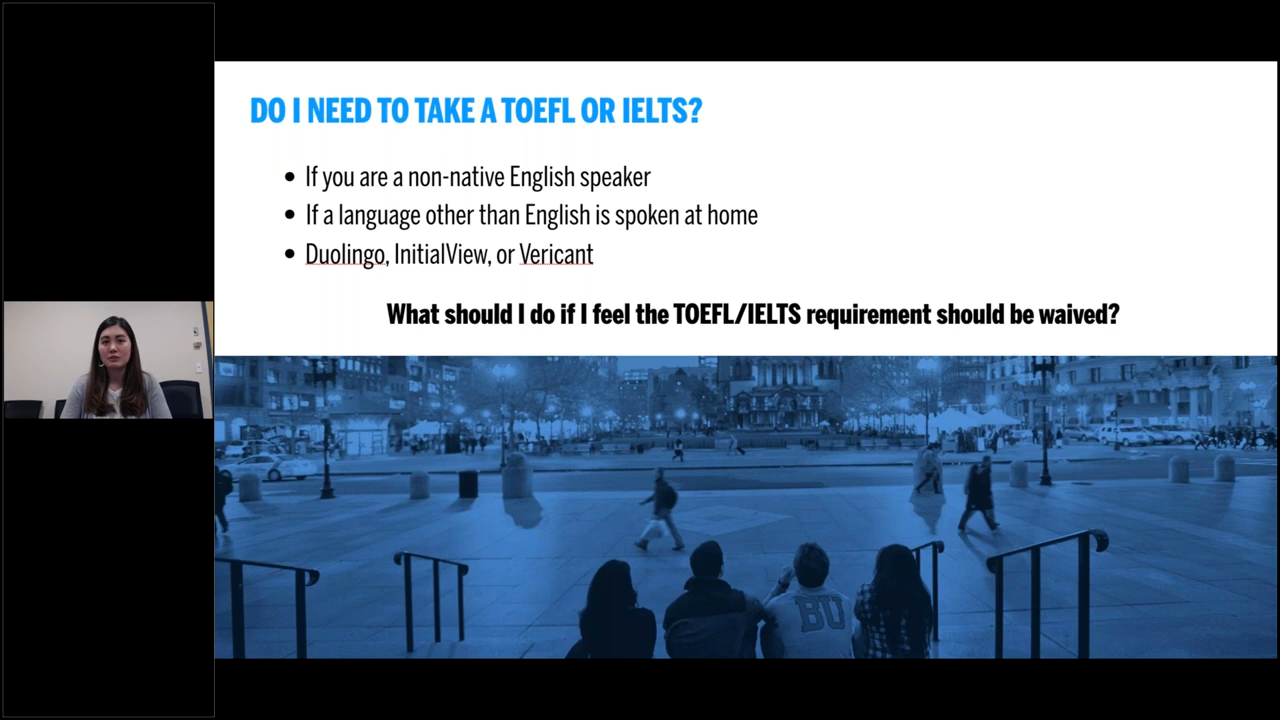 DO I NEED TO TAKE A TOEFL OR IELTS?
• If you are a non-native English speaker
• If a language other than English is spoken at home
• Duolingo, InitialView, or Vericant
What should I do if I feel the TOEFL/IELTS requirement should be waived?
BU